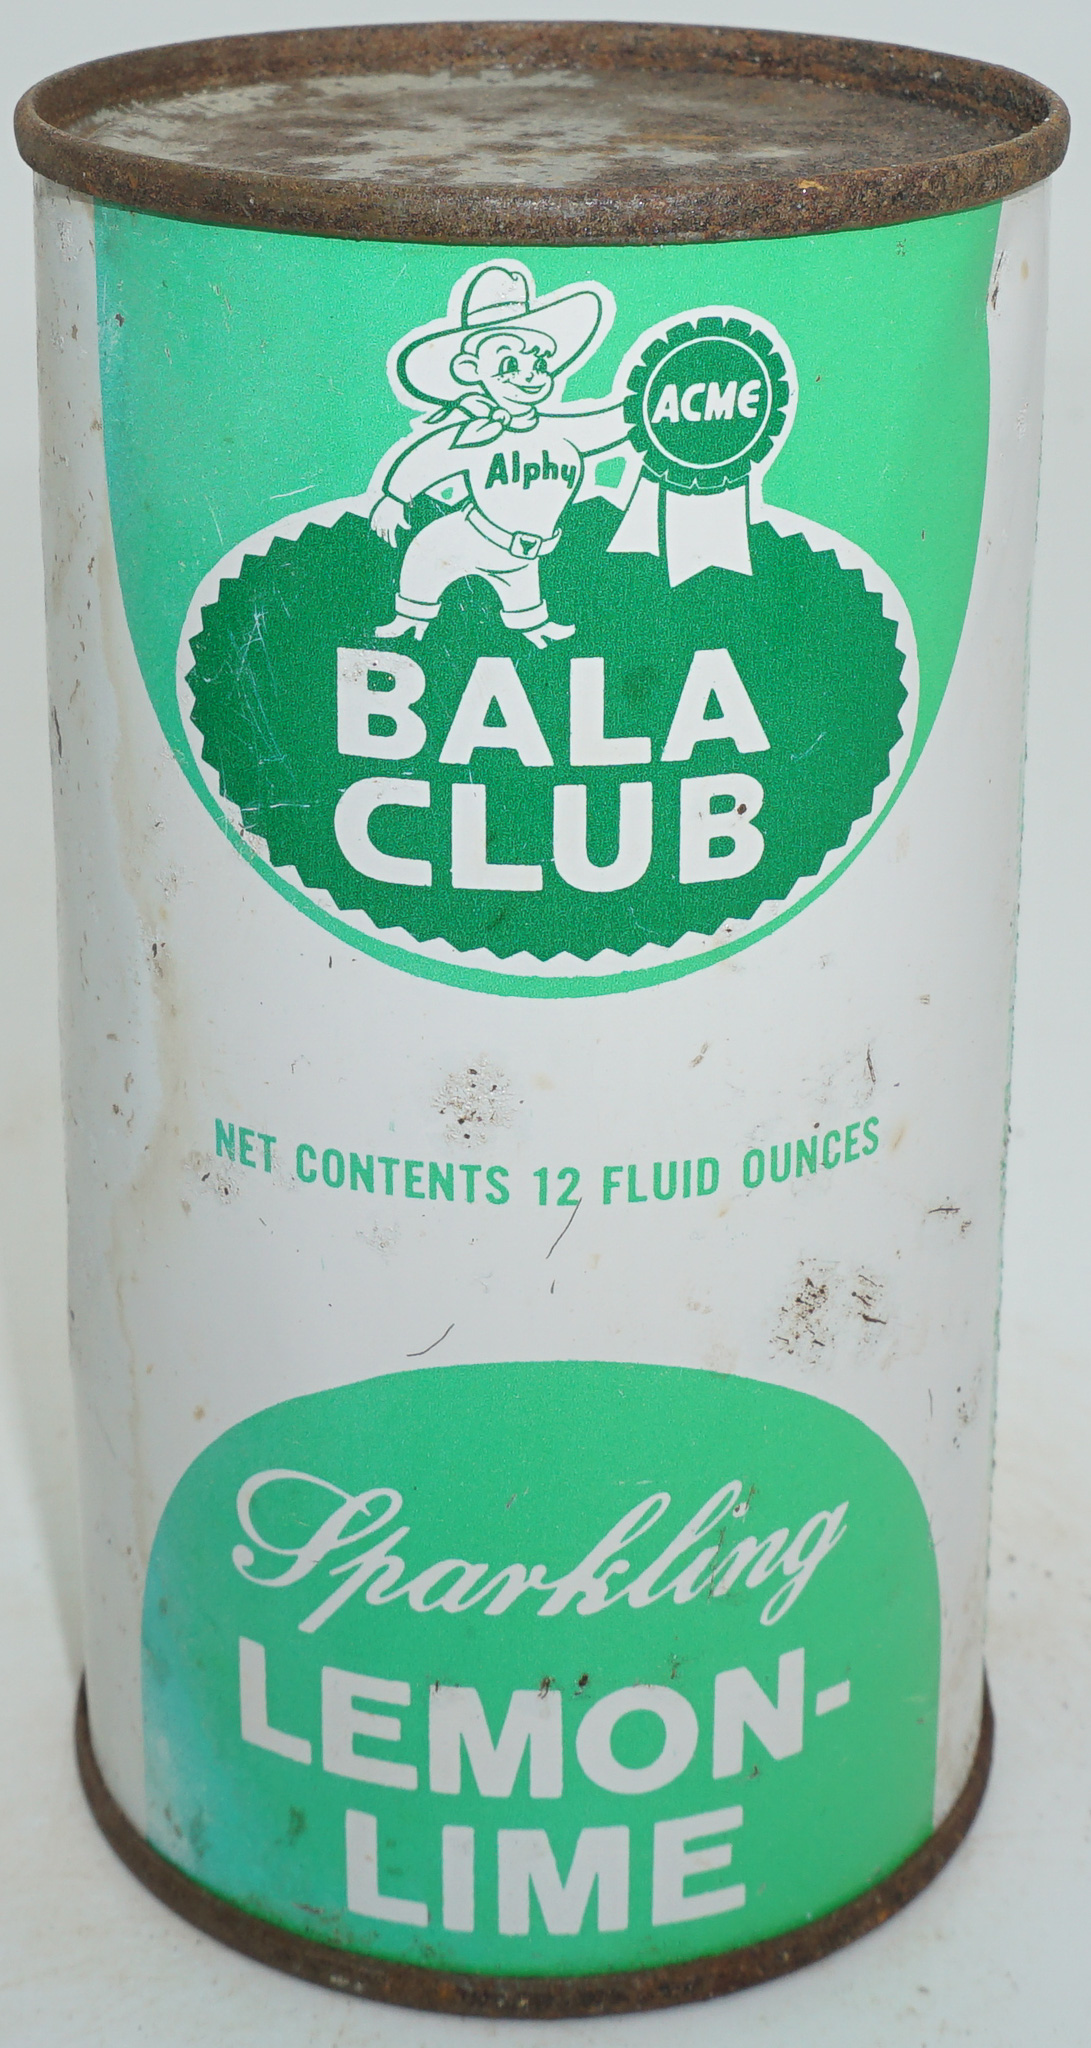 ACME
Alphy
BALA
CLUB
NET CONTENTS 12 FLUID OUNCES
Sparkling
LEMON-
LIME